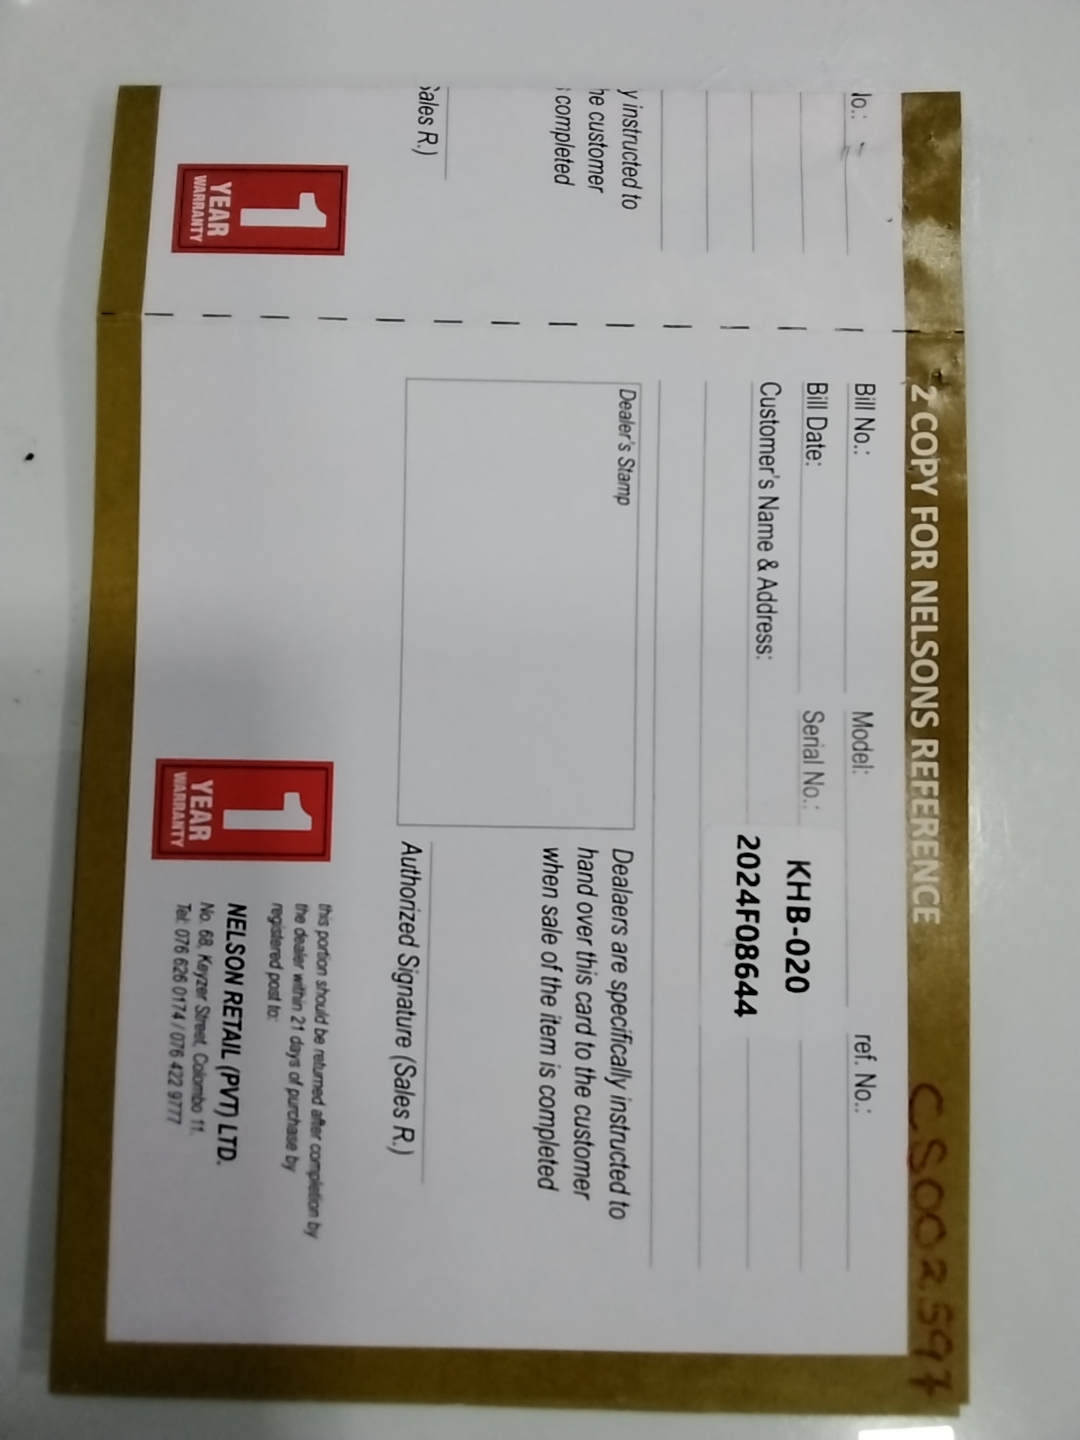 lo.:
y instructed to
he customer
completed
Sales R.)
1
YEAR
WARRANTY
2 COPY FOR NELSONS REFERENCE
CS002597
Bill No.: Model: ref. No.:
Bill Date: Serial No.:
KHB-020
2024F08644
Customer's Name & Address:
Dealer's Stamp
Dealaers are specifically instructed to
hand over this card to the customer
when sale of the item is completed
Authorized Signature (Sales R.)
1
YEAR
WARRANTY
this portion should be returned after completion by
the dealer within 21 days of purchase by
registered post to:
NELSON RETAIL (PVT) LTD.
No. 68, Keyzer Street, Colombo 11.
Tel: 076 626 0174 / 076 422 9777